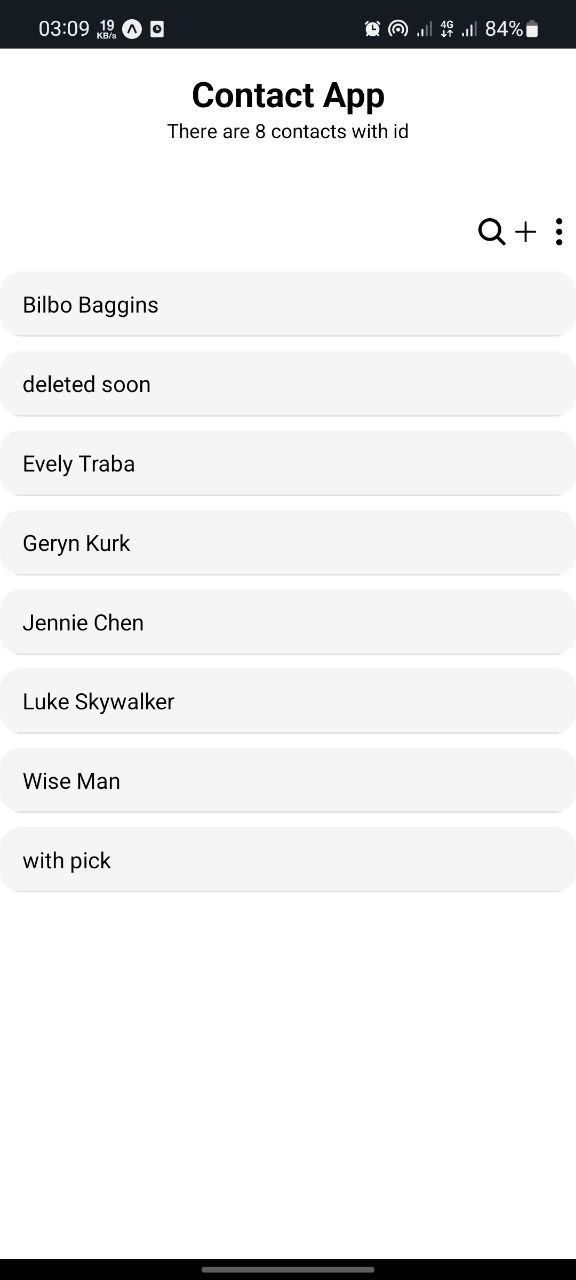 03:09 19 KB/s 4G 84%
Contact App
There are 8 contacts with id
Bilbo Baggins
deleted soon
Evely Traba
Geryn Kurk
Jennie Chen
Luke Skywalker
Wise Man
with pick